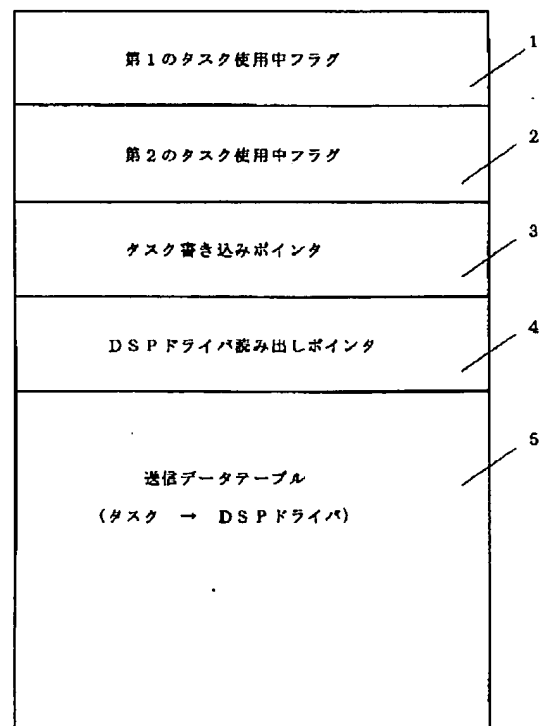 第1のタスク使用中フラグ
1
第2のタスク使用中フラグ
2
タスク書き込みポインタ
3
DSPドライバ読み出しポインタ
4
送信データテーブル
(タスク → DSPドライバ)
5